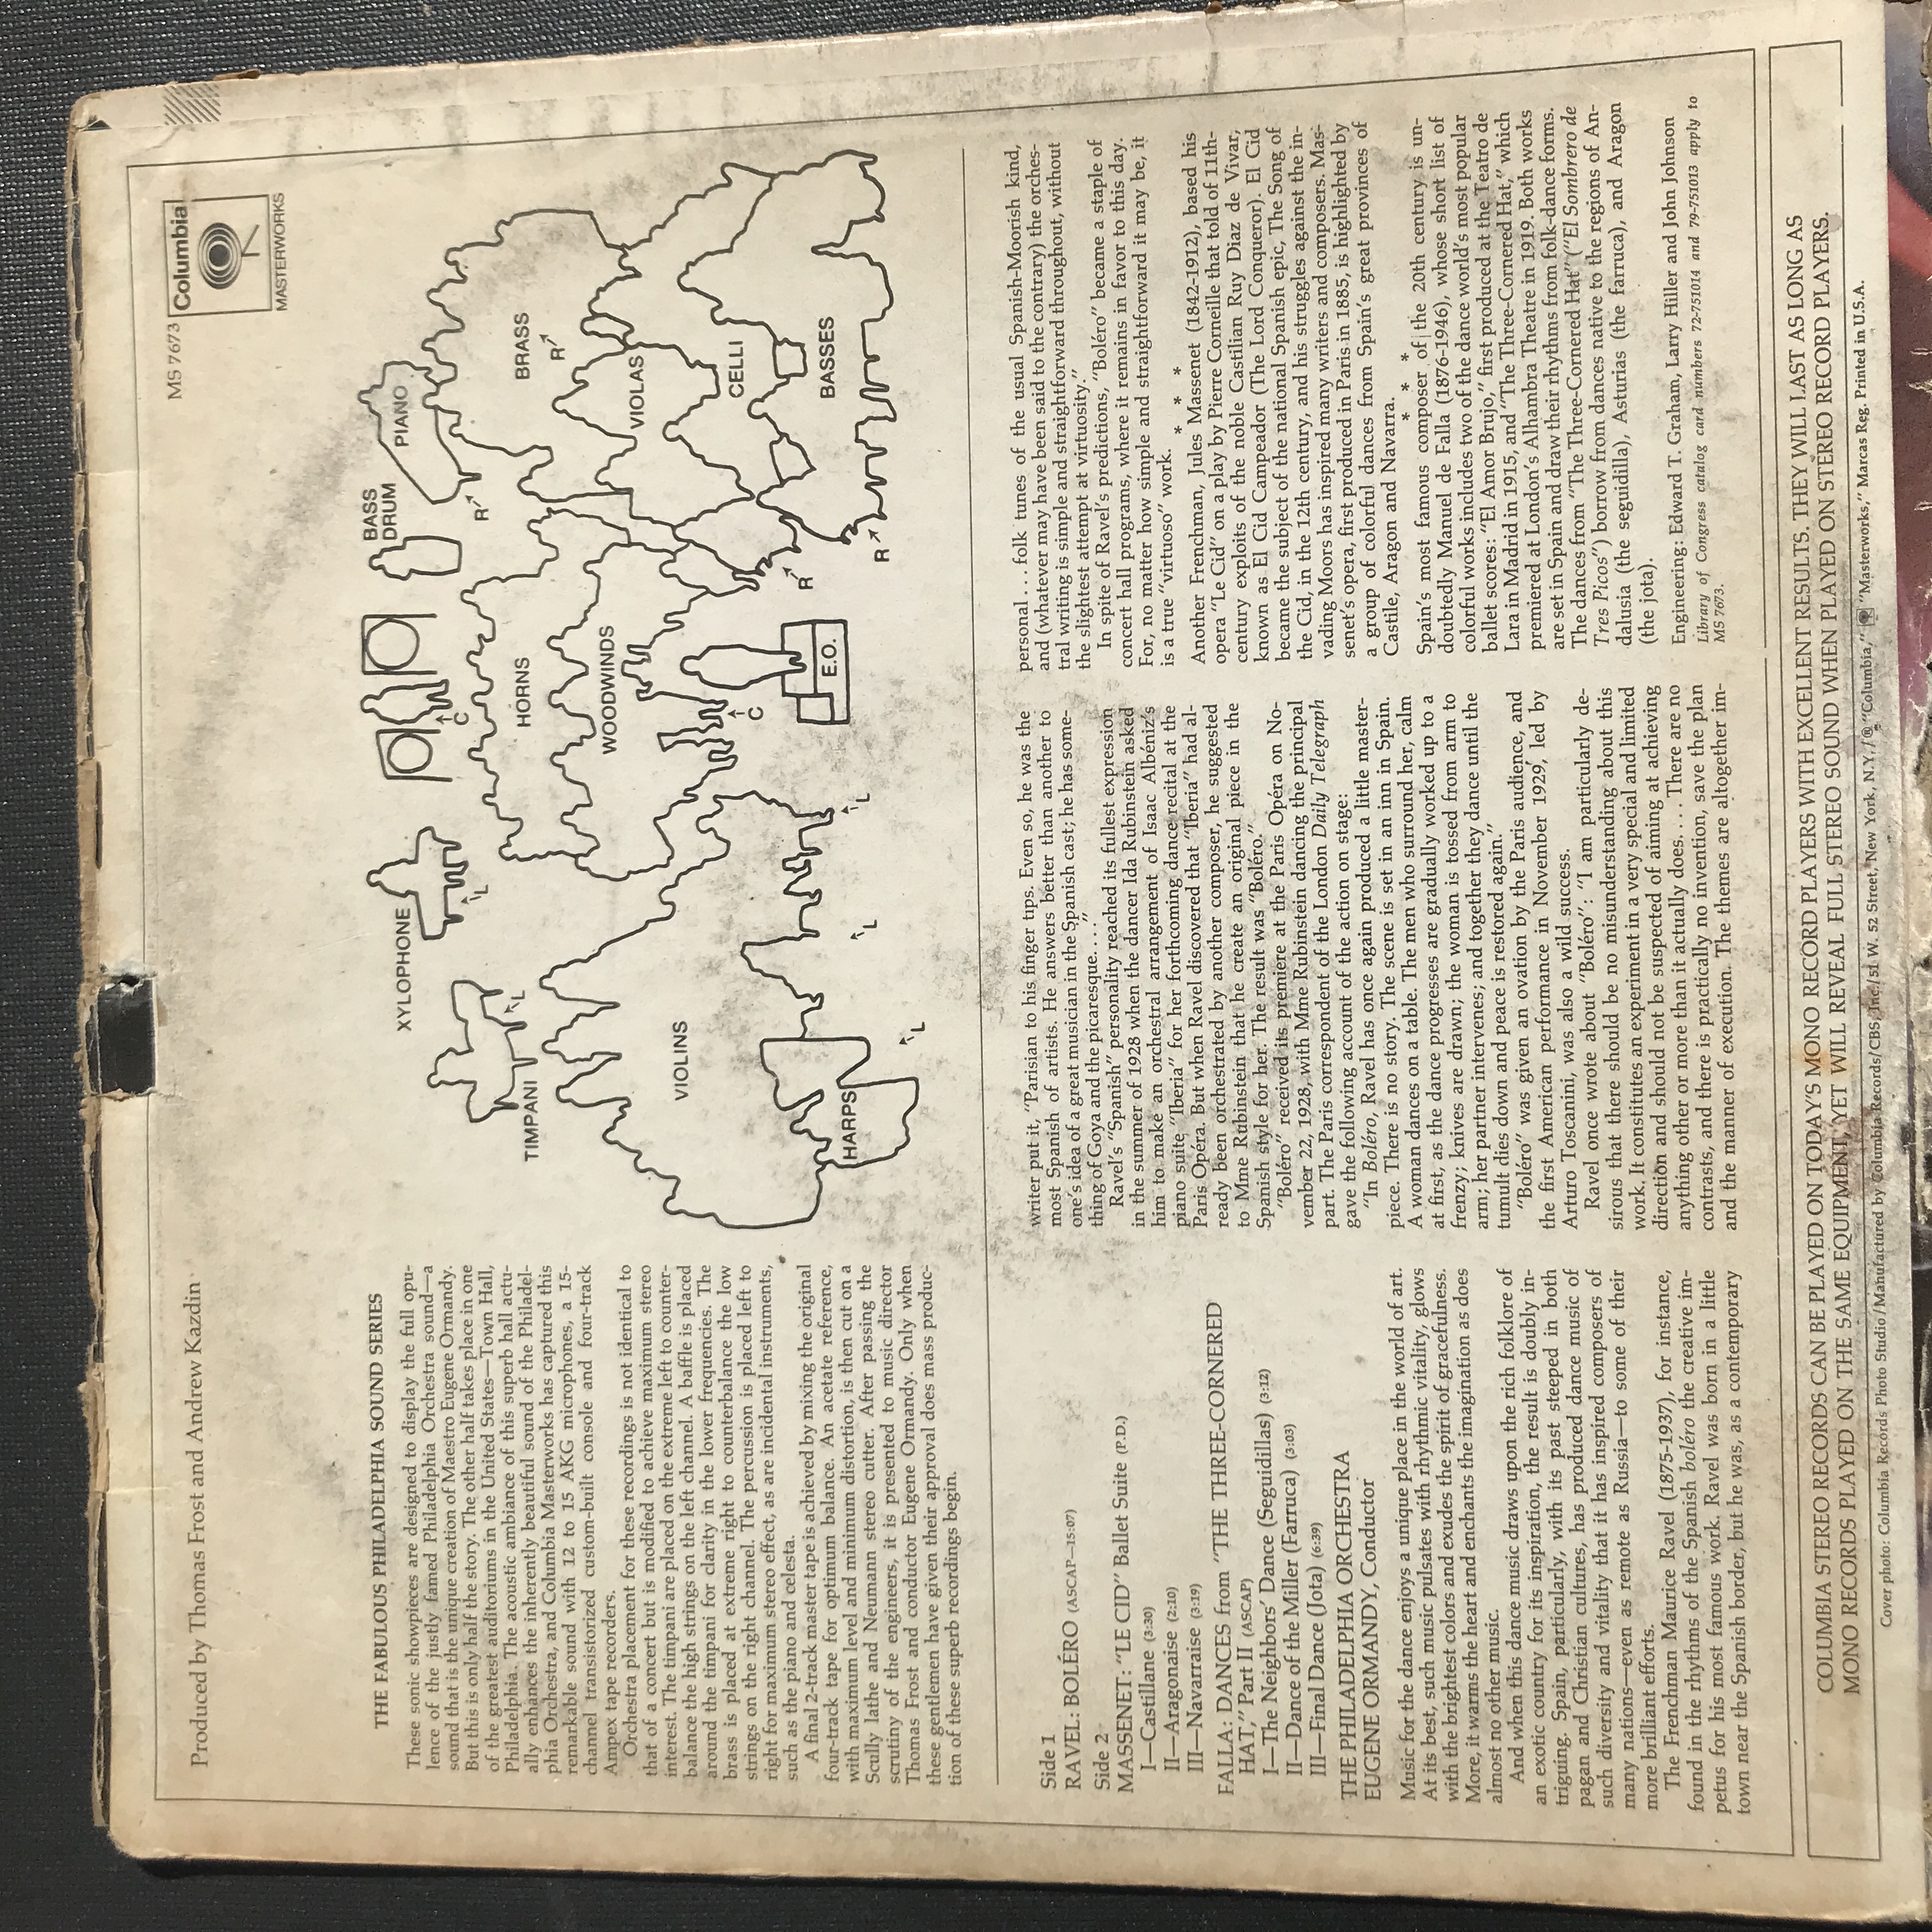 Produced by Thomas Frost and Andrew Kazdin
MS 7673
Columbia
MASTERWORKS
THE FABULOUS PHILADELPHIA SOUND SERIES
These sonic showpieces are designed to display the full opu-
lence of the justly famed Philadelphia Orchestra sound—a
sound that is the unique creation of Maestro Eugene Ormandy.
But this is only half the story. The other half takes place in one
of the greatest auditoriums in the United States—Town Hall,
Philadelphia. The acoustic ambiance of this superb hall actu-
ally enhances the inherently beautiful sound of the Philadel-
phia Orchestra, and Columbia Masterworks has captured this
remarkable sound with 12 to 15 AKG microphones, a 15-
channel transistorized custom-built console and four-track
Ampex tape recorders.
Orchestra placement for these recordings is not identical to
that of a concert but is modified to achieve maximum stereo
interest. The timpani are placed on the extreme left to counter-
balance the high strings on the left channel. A baffle is placed
around the timpani for clarity in the lower frequencies. The
brass is placed at extreme right to counterbalance the low
strings on the right channel. The percussion is placed left to
right for maximum stereo effect, as are incidental instruments,
such as the piano and celesta.
A final 2-track master tape is achieved by mixing the original
four-track tape for optimum balance. An acetate reference,
with maximum level and minimum distortion, is then cut on a
Scully lathe and Neumann stereo cutter. After passing the
scrutiny of the engineers, it is presented to music director
Thomas Frost and conductor Eugene Ormandy. Only when
these gentlemen have given their approval does mass produc-
tion of these superb recordings begin.
XYLOPHONE
L
C
BASS
DRUM
PIANO
R
TIMPANI
L
HORNS
BRASS
R
WOODWINDS
VIOLAS
VIOLINS
C
CELLI
R
E.O.
BASSES
R
HARPS
L
L
L
Side 1
RAVEL: BOLÉRO (ASCAP—15:07)
Side 2
MASSENET: "LE CID" Ballet Suite (P.D.)
I—Castillane (3:30)
II—Aragonaise (2:10)
III—Navarraise (3:19)
FALLA: DANCES from "THE THREE-CORNERED
HAT," Part II (ASCAP)
I—The Neighbors' Dance (Seguidillas) (3:12)
II—Dance of the Miller (Farruca) (3:03)
III—Final Dance (Jota) (6:39)
THE PHILADELPHIA ORCHESTRA
EUGENE ORMANDY, Conductor
Music for the dance enjoys a unique place in the world of art.
At its best, such music pulsates with rhythmic vitality, glows
with the brightest colors and exudes the spirit of gracefulness.
More, it warms the heart and enchants the imagination as does
almost no other music.
And when this dance music draws upon the rich folklore of
an exotic country for its inspiration, the result is doubly in-
triguing. Spain, particularly, with its past steeped in both
pagan and Christian cultures, has produced dance music of
such diversity and vitality that it has inspired composers of
many nations—even as remote as Russia—to some of their
more brilliant efforts.
The Frenchman Maurice Ravel (1875-1937), for instance,
found in the rhythms of the Spanish boléro the creative im-
petus for his most famous work. Ravel was born in a little
town near the Spanish border, but he was, as a contemporary
writer put it, "Parisian to his finger tips. Even so, he was the
most Spanish of artists. He answers better than another to
one's idea of a great musician in the Spanish cast; he has some-
thing of Goya and the picaresque. . . ."
Ravel's "Spanish" personality reached its fullest expression
in the summer of 1928 when the dancer Ida Rubinstein asked
him to make an orchestral arrangement of Isaac Albéniz's
piano suite "Iberia" for her forthcoming dance recital at the
Paris Opéra. But when Ravel discovered that "Iberia" had al-
ready been orchestrated by another composer, he suggested
to Mme Rubinstein that he create an original piece in the
Spanish style for her. The result was "Boléro."
"Boléro" received its premiere at the Paris Opéra on No-
vember 22, 1928, with Mme Rubinstein dancing the principal
part. The Paris correspondent of the London Daily Telegraph
gave the following account of the action on stage:
"In Boléro, Ravel has once again produced a little master-
piece. There is no story. The scene is set in an inn in Spain.
A woman dances on a table. The men who surround her, calm
at first, as the dance progresses are gradually worked up to a
frenzy; knives are drawn; the woman is tossed from arm to
arm; her partner intervenes; and together they dance until the
tumult dies down and peace is restored again."
"Boléro" was given an ovation by the Paris audience, and
the first American performance in November 1929, led by
Arturo Toscanini, was also a wild success.
Ravel once wrote about "Boléro": "I am particularly de-
sirous that there should be no misunderstanding about this
work. It constitutes an experiment in a very special and limited
direction and should not be suspected of aiming at achieving
anything other or more than it actually does. . . . There are no
contrasts, and there is practically no invention, save the plan
and the manner of execution. The themes are altogether im-
personal . . . folk tunes of the usual Spanish-Moorish kind,
and (whatever may have been said to the contrary) the orches-
tral writing is simple and straightforward throughout, without
the slightest attempt at virtuosity."
In spite of Ravel's predictions, "Boléro" became a staple of
concert hall programs, where it remains in favor to this day.
For, no matter how simple and straightforward it may be, it
is a true "virtuoso" work.
* * *
Another Frenchman, Jules Massenet (1842-1912), based his
opera "Le Cid" on a play by Pierre Corneille that told of 11th-
century exploits of the noble Castilian Ruy Diaz de Vivar,
known as El Cid Campeador (The Lord Conqueror). El Cid
became the subject of the national Spanish epic, The Song of
the Cid, in the 12th century, and his struggles against the in-
vading Moors has inspired many writers and composers. Mas-
senet's opera, first produced in Paris in 1885, is highlighted by
a group of colorful dances from Spain's great provinces of
Castile, Aragon and Navarra.
* * *
Spain's most famous composer of the 20th century is un-
doubtedly Manuel de Falla (1876-1946), whose short list of
colorful works includes two of the dance world's most popular
ballet scores: "El Amor Brujo," first produced at the Teatro de
Lara in Madrid in 1915, and "The Three-Cornered Hat," which
premiered at London's Alhambra Theatre in 1919. Both works
are set in Spain and draw their rhythms from folk-dance forms.
The dances from "The Three-Cornered Hat" ("El Sombrero de
Tres Picos") borrow from dances native to the regions of An-
dalusia (the seguidilla), Asturias (the farruca), and Aragon
(the jota).
Engineering: Edward T. Graham, Larry Hiller and John Johnson
Library of Congress catalog card numbers 72-751014 and 79-751013 apply to
MS 7673.
COLUMBIA STEREO RECORDS CAN BE PLAYED ON TODAY'S MONO RECORD PLAYERS WITH EXCELLENT RESULTS. THEY WILL LAST AS LONG AS
MONO RECORDS PLAYED ON THE SAME EQUIPMENT, YET WILL REVEAL FULL STEREO SOUND WHEN PLAYED ON STEREO RECORD PLAYERS.
Cover photo: Columbia Records Photo Studio/Manufactured by Columbia Records/CBS, Inc./51 W. 52 Street, New York, N.Y./® "Columbia," "Masterworks," Marcas Reg. Printed in U.S.A.